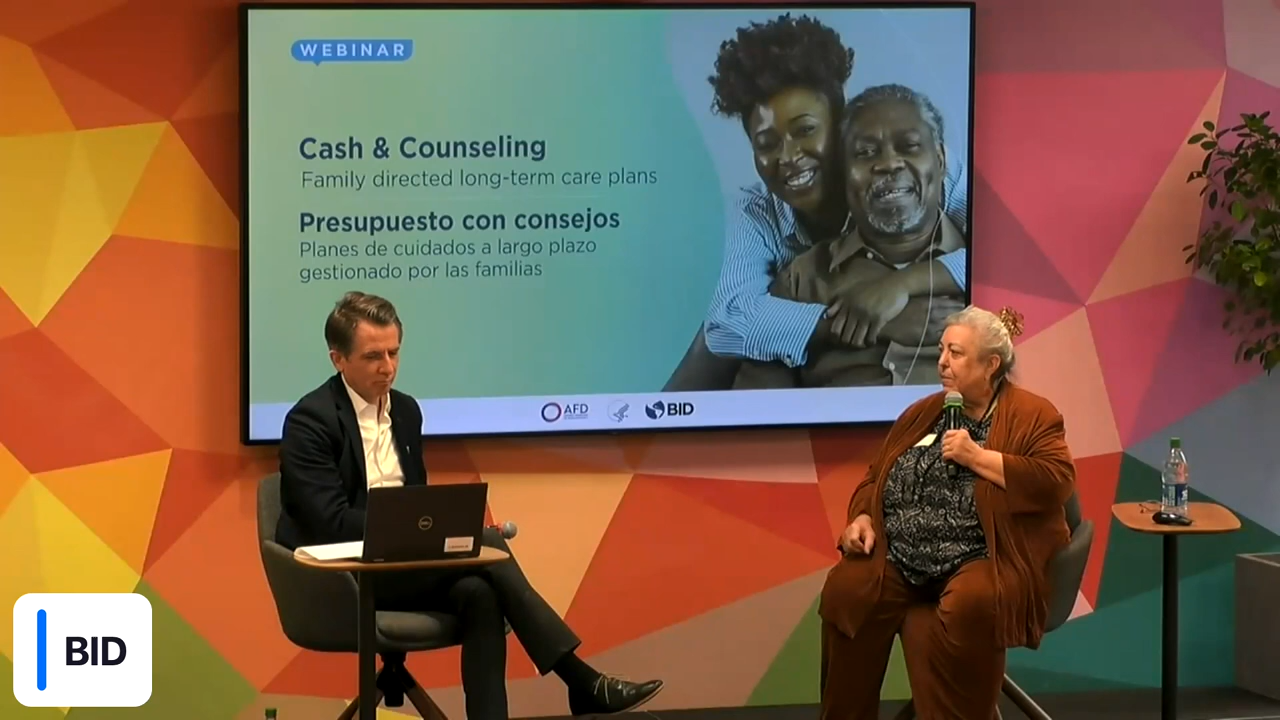 WEBINAR
Cash & Counseling
Family directed long-term care plans
Presupuesto con consejos
Planes de cuidados a largo plazo
gestionado por las familias
AFD
BID
DELL
BID